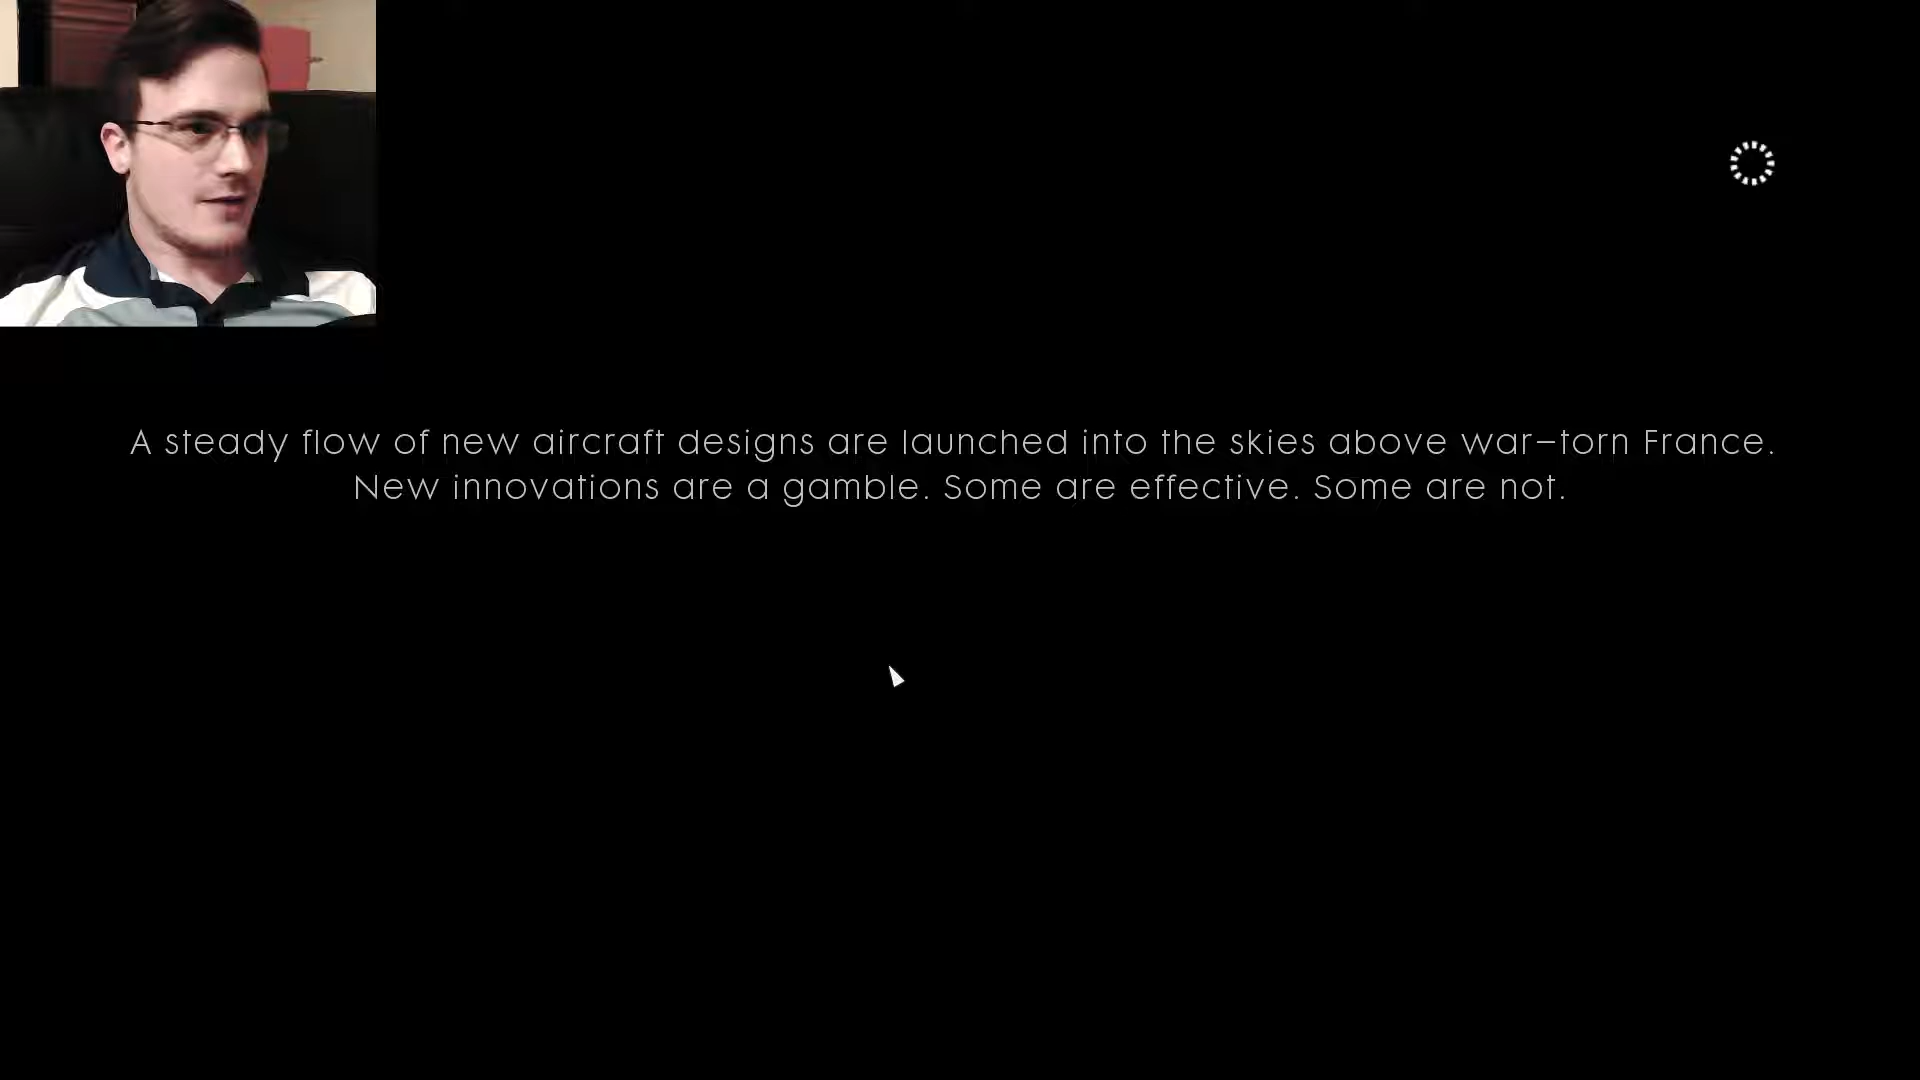 A steady flow of new aircraft designs are launched into the skies above war–torn France.
New innovations are a gamble. Some are effective. Some are not.